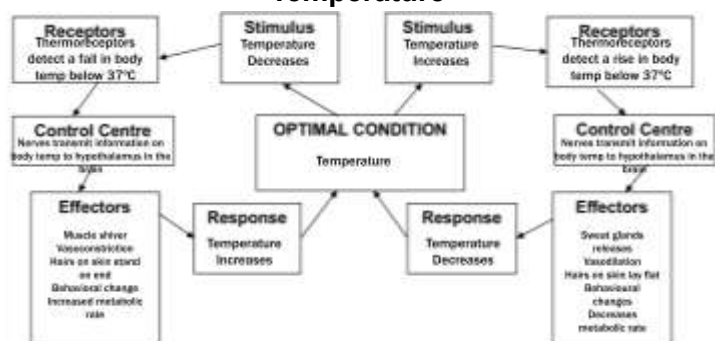 Temperature
Receptors
Thermoreceptors
detect a fall in body
temp below 37°C
Stimulus
Temperature
Decreases
Stimulus
Temperature
Increases
Receptors
Thermoreceptors
detect a rise in body
temp above 37°C
Control Centre
Nerves transmit information on
body temp to hypothalamus in the
brain
OPTIMAL CONDITION
Temperature
Control Centre
Nerves transmit information on
body temp to hypothalamus in the
brain
Effectors
Muscle shiver
Vasoconstriction
Hairs on skin stand
on end
Behavioral change
Increased metabolic
rate
Response
Temperature
Increases
Response
Temperature
Decreases
Effectors
Sweat glands
releases
Vasodilation
Hairs on skin lay flat
Behavioural
changes
Decreases
metabolic rate